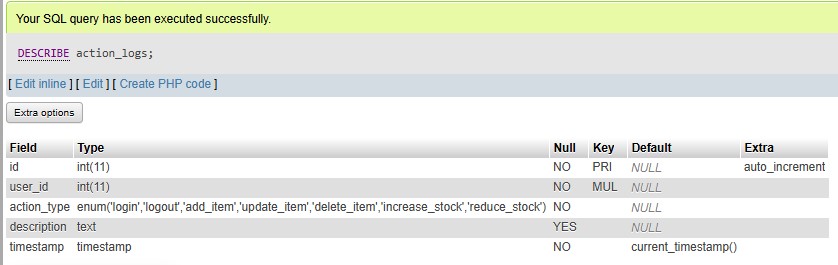 Your SQL query has been executed successfully.
DESCRIBE action_logs;
[ Edit inline ] [ Edit ] [ Create PHP code ]
Extra options
Field Type Null Key Default Extra
id int(11) NO PRI NULL auto_increment
user_id int(11) NO MUL NULL
action_type enum('login','logout','add_item','update_item','delete_item','increase_stock','reduce_stock') NO NULL
description text YES NULL
timestamp timestamp NO current_timestamp()